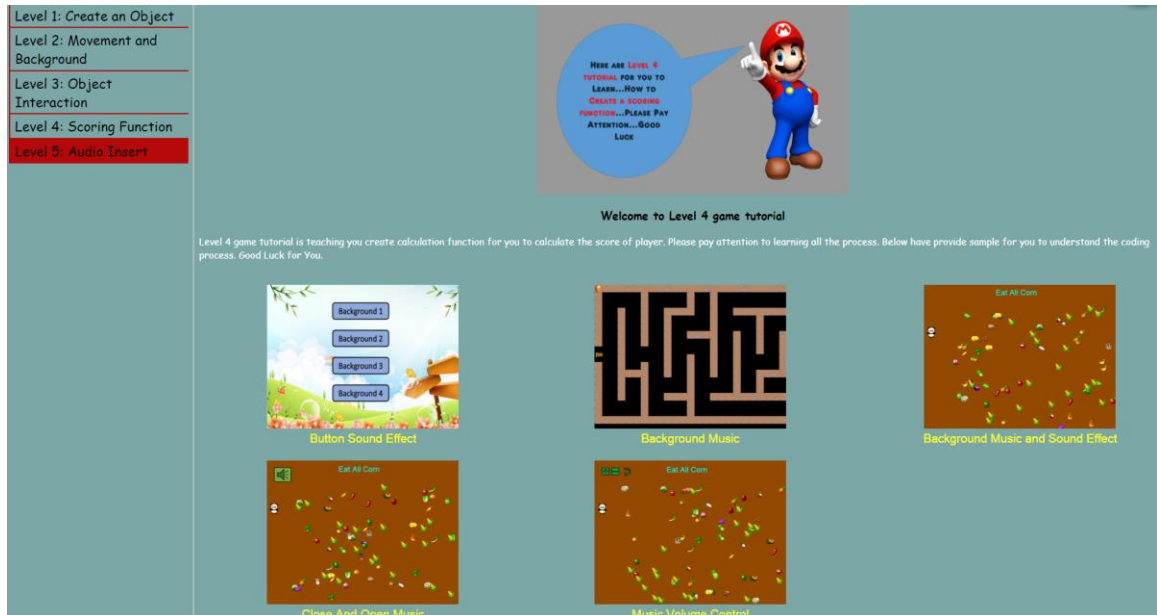 Level 1: Create an Object
Level 2: Movement and
Background
Level 3: Object
Interaction
Level 4: Scoring Function
Level 5: Audio Insert
M
HERE ARE LEVEL 4
TUTORIAL FOR YOU TO
LEARN...HOW TO
CREATE A SCORING
FUNCTION...PLEASE PAY
ATTENTION...GOOD
LUCK
Welcome to Level 4 game tutorial
Level 4 game tutorial is teaching you create calculation function for you to calculate the score of player. Please pay attention to learning all the process. Below have provide sample for you to understand the coding
process. Good Luck for You.
Background 1
Background 2
Background 3
Background 4
Button Sound Effect
Background Music
Eat All Corn
Background Music and Sound Effect
Eat All Corn
Close And Open Music
Eat All Corn
Music Volume Control